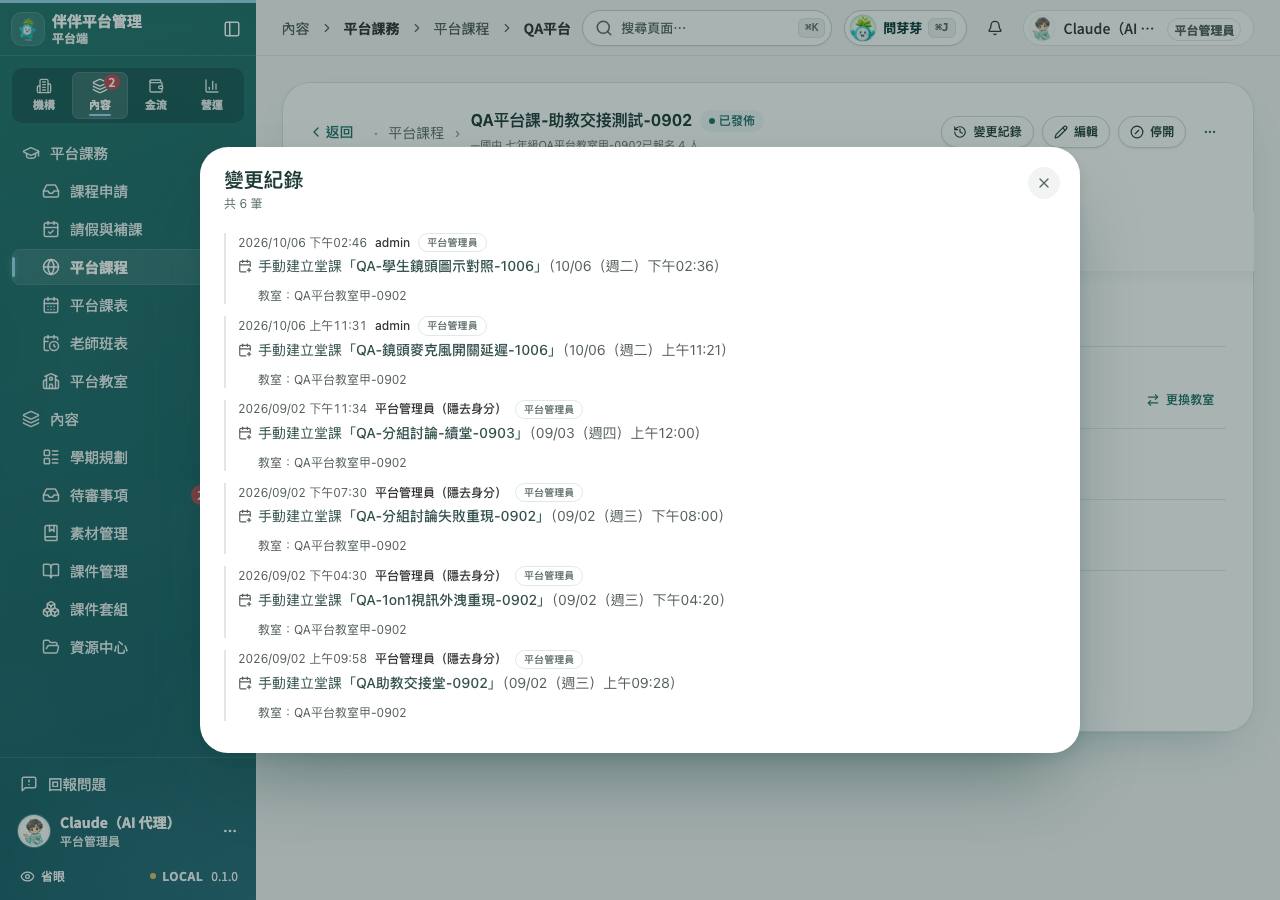 伴伴平台管理
平台端
機構
內容
2
金流
營運
平台課務
課程申請
請假與補課
平台課程
平台課表
老師班表
平台教室
內容
學期規劃
待審事項
素材管理
課件管理
課件套組
資源中心
回報問題
Claude（AI 代理）
平台管理員
省眼
LOCAL 0.1.0
內容 > 平台課務 > 平台課程 > QA平台
搜尋頁面… ⌘K
問芽芽 ⌘J
Claude（AI … 平台管理員
返回 · 平台課程 ›
QA平台課-助教交接測試-0902 已發佈
變更紀錄
編輯
停開
更換教室
變更紀錄
共 6 筆
2026/10/06 下午02:46 admin 平台管理員
手動建立堂課「QA-學生鏡頭圖示對照-1006」（10/06（週二）下午02:36）
教室：QA平台教室甲-0902
2026/10/06 上午11:31 admin 平台管理員
手動建立堂課「QA-鏡頭麥克風開關延遲-1006」（10/06（週二）上午11:21）
教室：QA平台教室甲-0902
2026/09/02 下午11:34 平台管理員（隱去身分） 平台管理員
手動建立堂課「QA-分組討論-續堂-0903」（09/03（週四）上午12:00）
教室：QA平台教室甲-0902
2026/09/02 下午07:30 平台管理員（隱去身分） 平台管理員
手動建立堂課「QA-分組討論失敗重現-0902」（09/02（週三）下午08:00）
教室：QA平台教室甲-0902
2026/09/02 下午04:30 平台管理員（隱去身分） 平台管理員
手動建立堂課「QA-1on1視訊外洩重現-0902」（09/02（週三）下午04:20）
教室：QA平台教室甲-0902
2026/09/02 上午09:58 平台管理員（隱去身分） 平台管理員
手動建立堂課「QA助教交接堂-0902」（09/02（週三）上午09:28）
教室：QA平台教室甲-0902